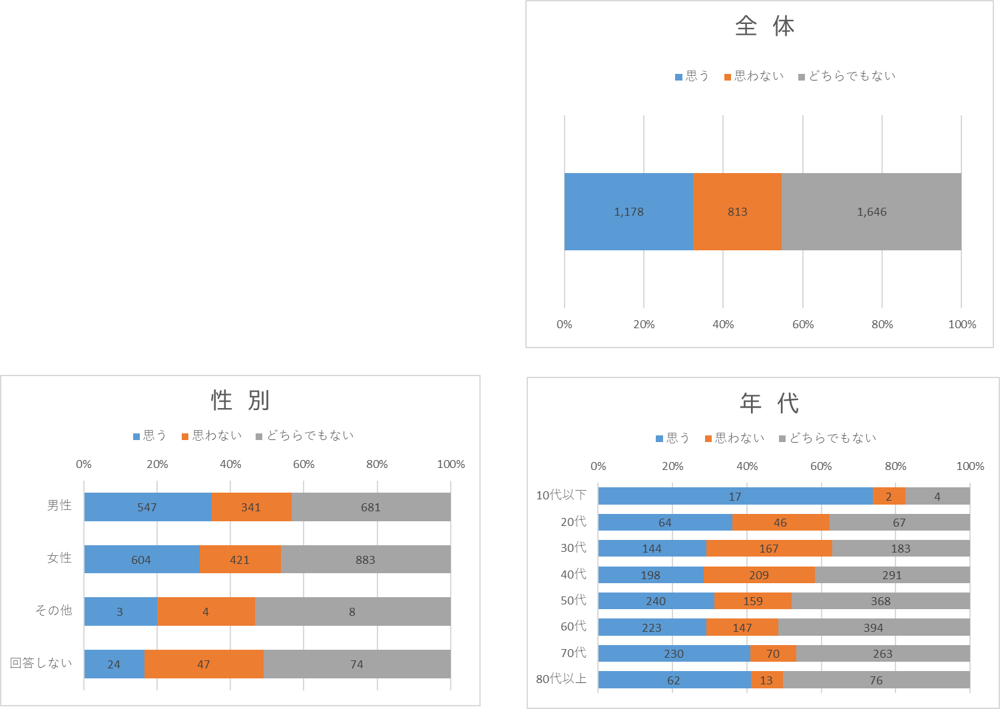 全 体
思う 思わない どちらでもない
1,178 813 1,646
0% 20% 40% 60% 80% 100%
性 別
思う 思わない どちらでもない
0% 20% 40% 60% 80% 100%
男性 547 341 681
女性 604 421 883
その他 3 4 8
回答しない 24 47 74
年 代
思う 思わない どちらでもない
0% 20% 40% 60% 80% 100%
10代以下 17 2 4
20代 64 46 67
30代 144 167 183
40代 198 209 291
50代 240 159 368
60代 223 147 394
70代 230 70 263
80代以上 62 13 76